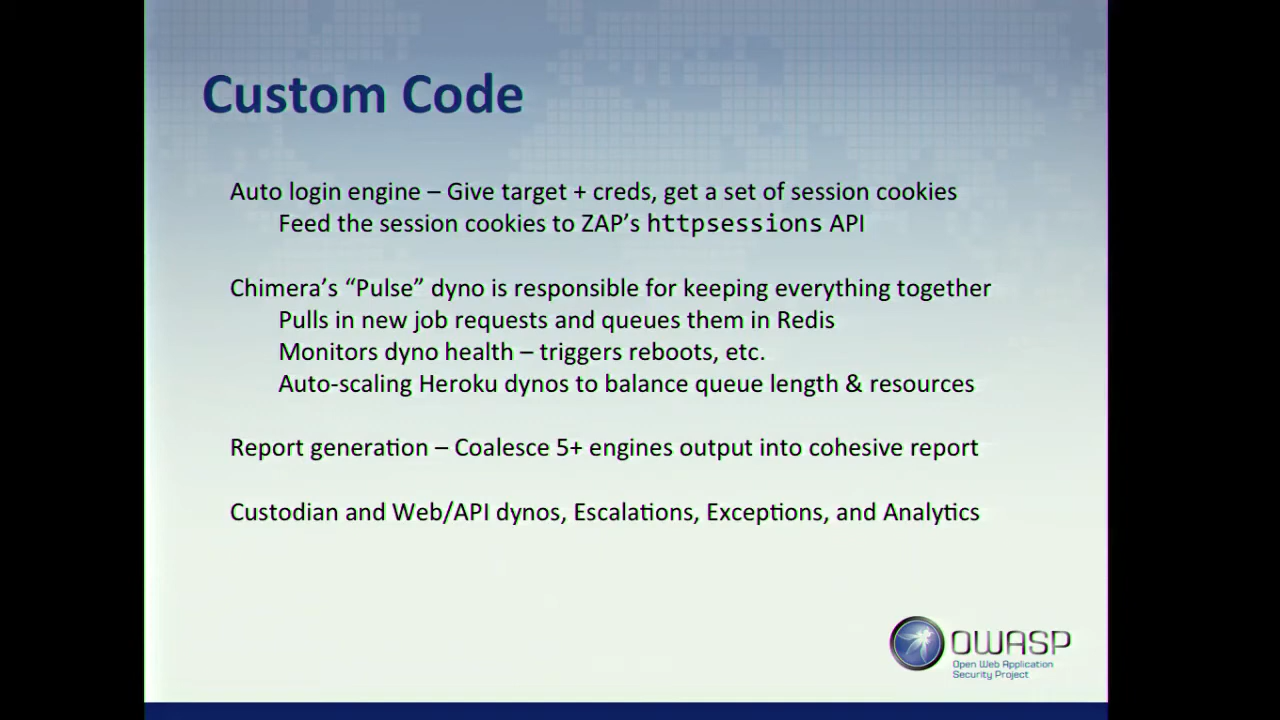 Custom Code
Auto login engine – Give target + creds, get a set of session cookies
Feed the session cookies to ZAP’s httpsessions API
Chimera’s “Pulse” dyno is responsible for keeping everything together
Pulls in new job requests and queues them in Redis
Monitors dyno health – triggers reboots, etc.
Auto-scaling Heroku dynos to balance queue length & resources
Report generation – Coalesce 5+ engines output into cohesive report
Custodian and Web/API dynos, Escalations, Exceptions, and Analytics
OWASP
Open Web Application
Security Project